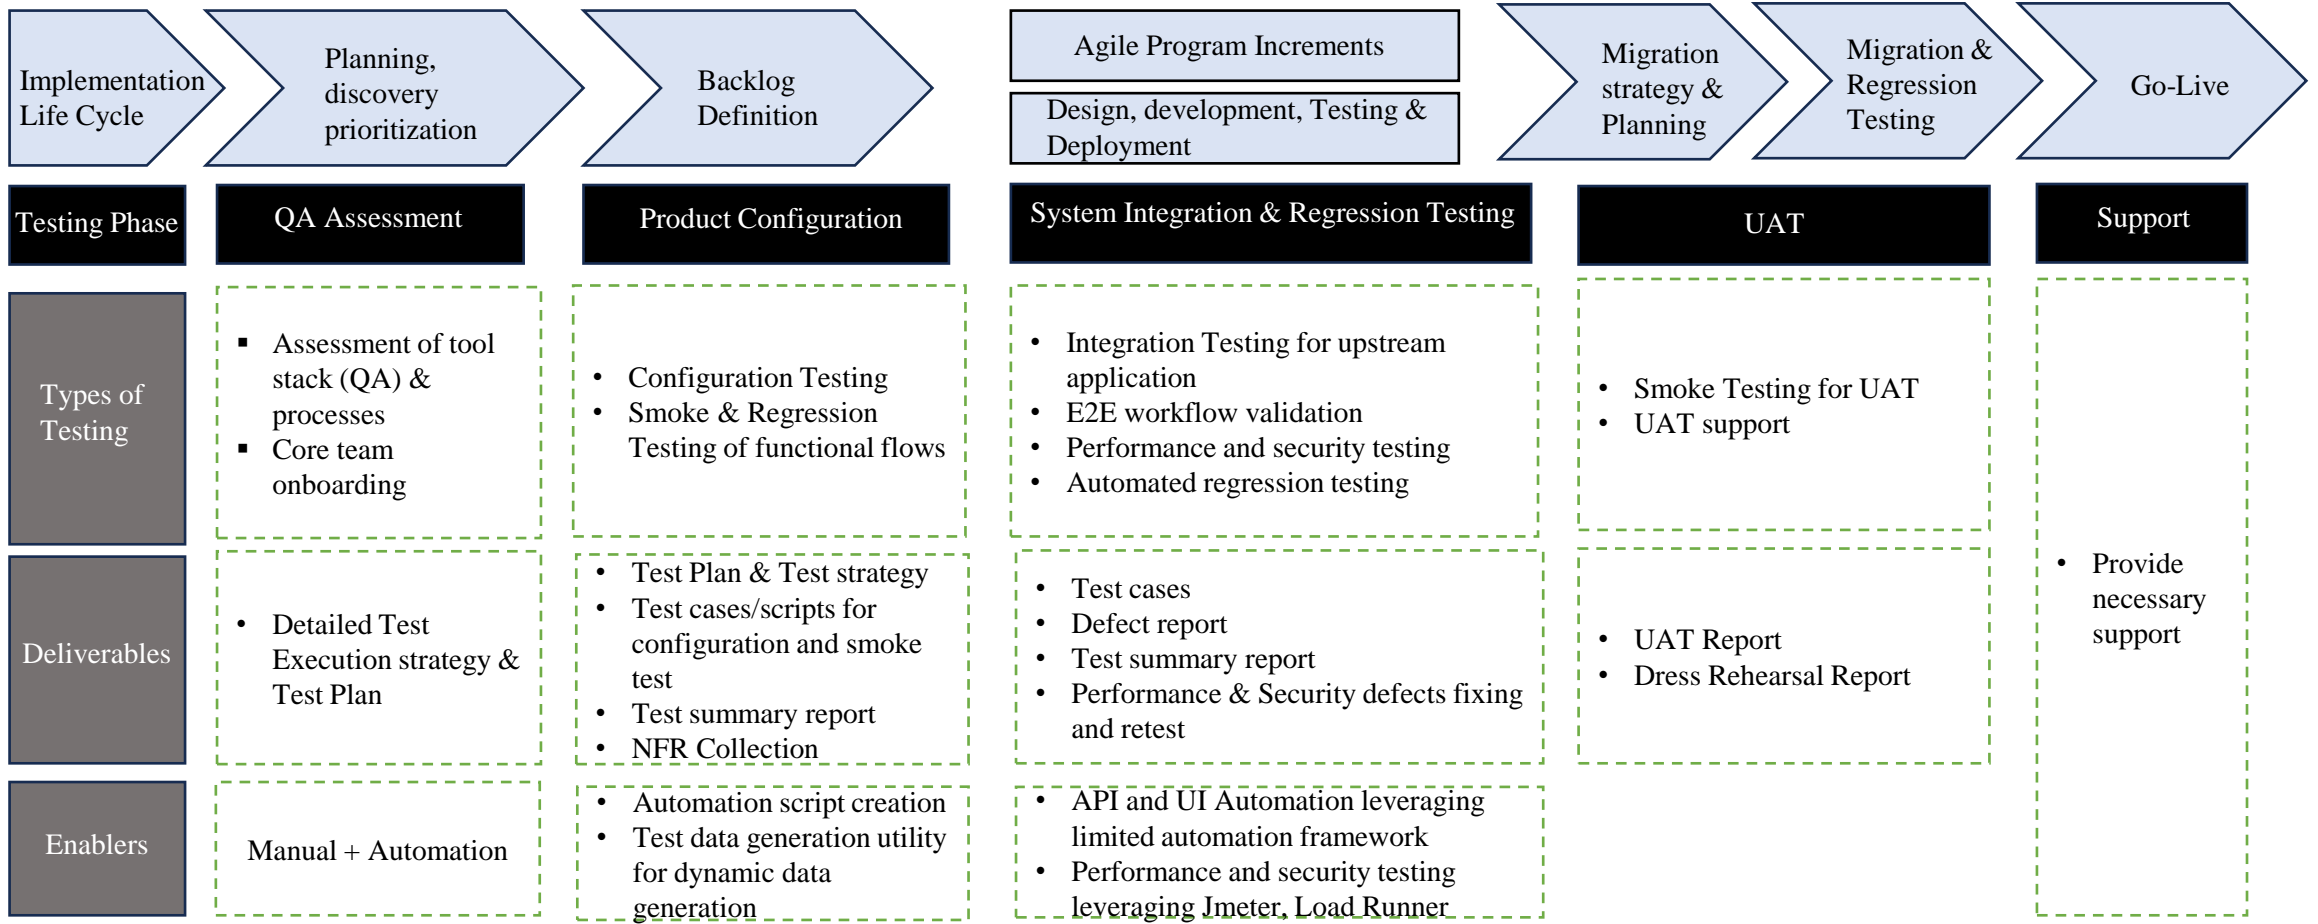 Implementation
Life Cycle
Planning,
discovery
prioritization
Backlog
Definition
Agile Program Increments
Design, development, Testing &
Deployment
Migration
strategy &
Planning
Migration &
Regression
Testing
Go-Live
Testing Phase
QA Assessment
Product Configuration
System Integration & Regression Testing
UAT
Support
Types of
Testing
▪ Assessment of tool
stack (QA) &
processes
▪ Core team
onboarding
• Configuration Testing
• Smoke & Regression
Testing of functional flows
• Integration Testing for upstream
application
• E2E workflow validation
• Performance and security testing
• Automated regression testing
• Smoke Testing for UAT
• UAT support
• Provide
necessary
support
Deliverables
• Detailed Test
Execution strategy &
Test Plan
• Test Plan & Test strategy
• Test cases/scripts for
configuration and smoke
test
• Test summary report
• NFR Collection
• Test cases
• Defect report
• Test summary report
• Performance & Security defects fixing
and retest
• UAT Report
• Dress Rehearsal Report
Enablers
Manual + Automation
• Automation script creation
• Test data generation utility
for dynamic data
generation
• API and UI Automation leveraging
limited automation framework
• Performance and security testing
leveraging Jmeter, Load Runner